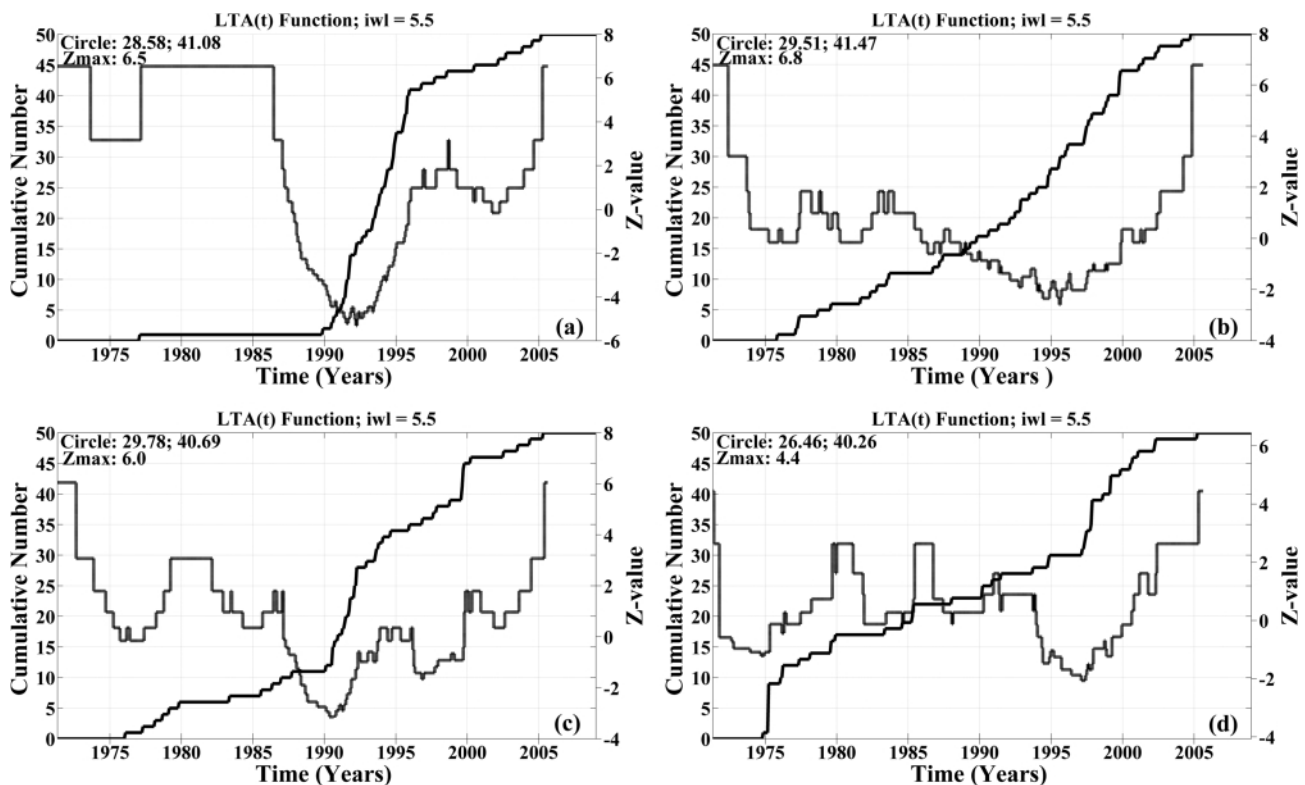 LTA(t) Function; iwl = 5.5
Circle: 28.58; 41.08
Zmax: 6.5
Cumulative Number
50
45
40
35
30
25
20
15
10
5
0
8
6
4
2
0
-2
-4
-6
Z-value
(a)
1975 1980 1985 1990 1995 2000 2005
Time (Years)
LTA(t) Function; iwl = 5.5
Circle: 29.51; 41.47
Zmax: 6.8
Cumulative Number
50
45
40
35
30
25
20
15
10
5
0
8
6
4
2
0
-2
-4
Z-value
(b)
1975 1980 1985 1990 1995 2000 2005
Time (Years )
LTA(t) Function; iwl = 5.5
Circle: 29.78; 40.69
Zmax: 6.0
Cumulative Number
50
45
40
35
30
25
20
15
10
5
0
8
6
4
2
0
-2
-4
Z-value
(c)
1975 1980 1985 1990 1995 2000 2005
Time (Years)
LTA(t) Function; iwl = 5.5
Circle: 26.46; 40.26
Zmax: 4.4
Cumulative Number
50
45
40
35
30
25
20
15
10
5
0
6
4
2
0
-2
-4
Z-value
(d)
1975 1980 1985 1990 1995 2000 2005
Time (Years)